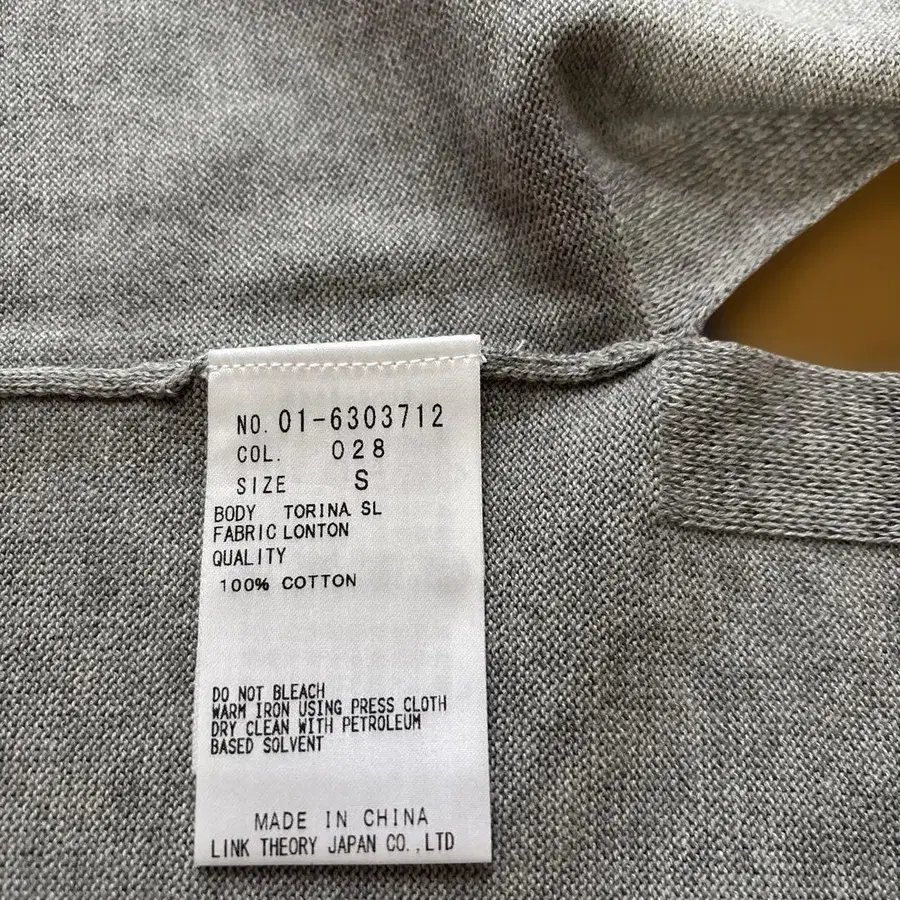 NO. 01-6303712
COL. 028
SIZE S
BODY TORINA SL
FABRIC LONTON
QUALITY
100% COTTON
DO NOT BLEACH
WARM IRON USING PRESS CLOTH
DRY CLEAN WITH PETROLEUM
BASED SOLVENT
MADE IN CHINA
LINK THEORY JAPAN CO.,LTD